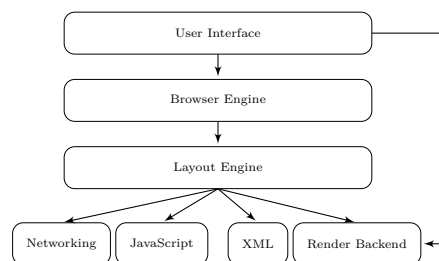 User Interface
Browser Engine
Layout Engine
Networking
JavaScript
XML
Render Backend